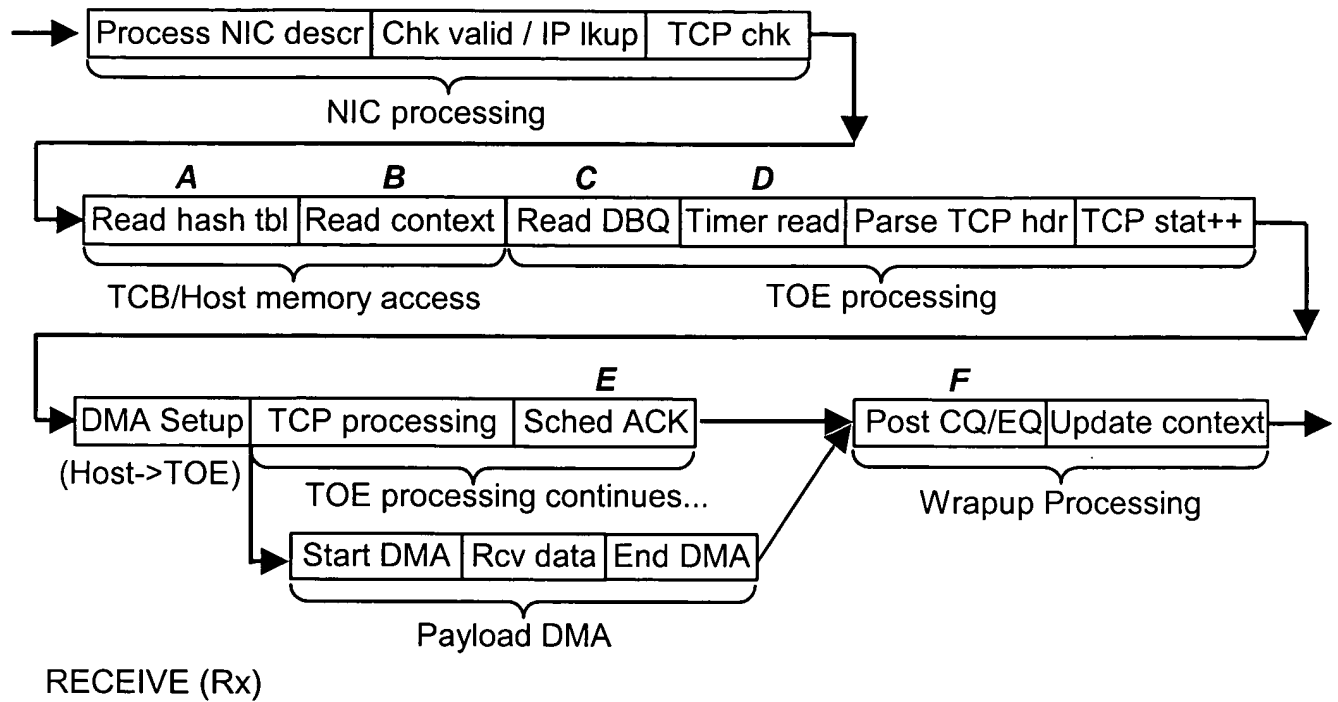 Process NIC descr Chk valid / IP lkup TCP chk
NIC processing
A B C D
Read hash tbl Read context Read DBQ Timer read Parse TCP hdr TCP stat++
TCB/Host memory access TOE processing
E F
DMA Setup TCP processing Sched ACK Post CQ/EQ Update context
(Host->TOE) TOE processing continues... Wrapup Processing
Start DMA Rcv data End DMA
Payload DMA
RECEIVE (Rx)